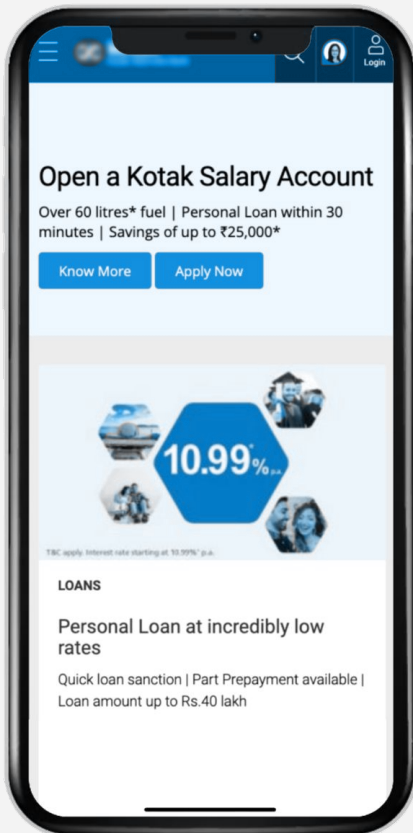 Login
Open a Kotak Salary Account
Over 60 litres* fuel | Personal Loan within 30
minutes | Savings of up to ₹25,000*
Know More
Apply Now
10.99*% p.a.
T&C apply. Interest rate starting at 10.99%* p.a.
LOANS
Personal Loan at incredibly low
rates
Quick loan sanction | Part Prepayment available |
Loan amount up to Rs.40 lakh